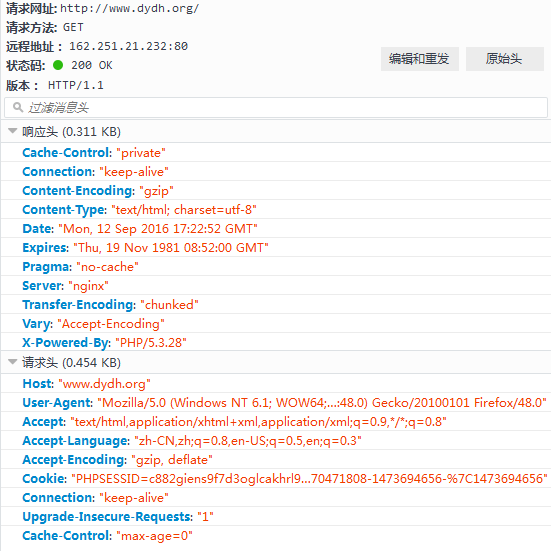 请求网址: http://www.dydh.org/
请求方法: GET
远程地址： 162.251.21.232:80
状态码: 200 OK
编辑和重发 原始头
版本： HTTP/1.1
过滤消息头
响应头 (0.311 KB)
Cache-Control: "private"
Connection: "keep-alive"
Content-Encoding: "gzip"
Content-Type: "text/html; charset=utf-8"
Date: "Mon, 12 Sep 2016 17:22:52 GMT"
Expires: "Thu, 19 Nov 1981 08:52:00 GMT"
Pragma: "no-cache"
Server: "nginx"
Transfer-Encoding: "chunked"
Vary: "Accept-Encoding"
X-Powered-By: "PHP/5.3.28"
请求头 (0.454 KB)
Host: "www.dydh.org"
User-Agent: "Mozilla/5.0 (Windows NT 6.1; WOW64;...:48.0) Gecko/20100101 Firefox/48.0"
Accept: "text/html,application/xhtml+xml,application/xml;q=0.9,*/*;q=0.8"
Accept-Language: "zh-CN,zh;q=0.8,en-US;q=0.5,en;q=0.3"
Accept-Encoding: "gzip, deflate"
Cookie: "PHPSESSID=c882giens9f7d3oglcakhrl9...70471808-1473694656-%7C1473694656"
Connection: "keep-alive"
Upgrade-Insecure-Requests: "1"
Cache-Control: "max-age=0"